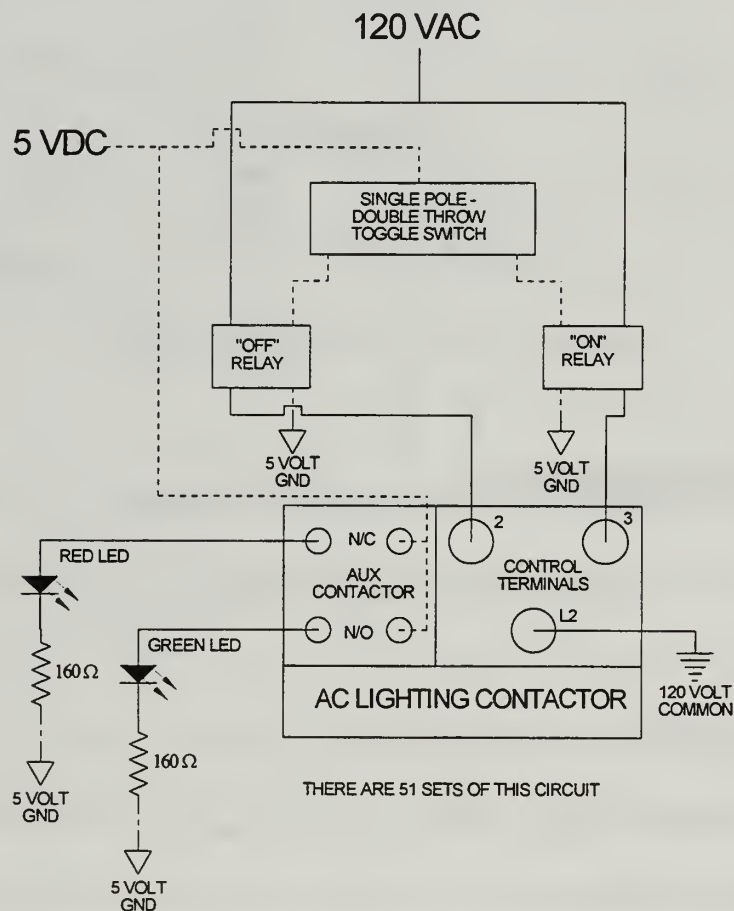 120 VAC
5 VDC
SINGLE POLE -
DOUBLE THROW
TOGGLE SWITCH
"OFF"
RELAY
"ON"
RELAY
5 VOLT
GND
5 VOLT
GND
2
3
N/C
RED LED
AUX
CONTACTOR
CONTROL
TERMINALS
N/O
L2
GREEN LED
160 Ω
AC LIGHTING CONTACTOR
120 VOLT
COMMON
160 Ω
5 VOLT
GND
THERE ARE 51 SETS OF THIS CIRCUIT
5 VOLT
GND